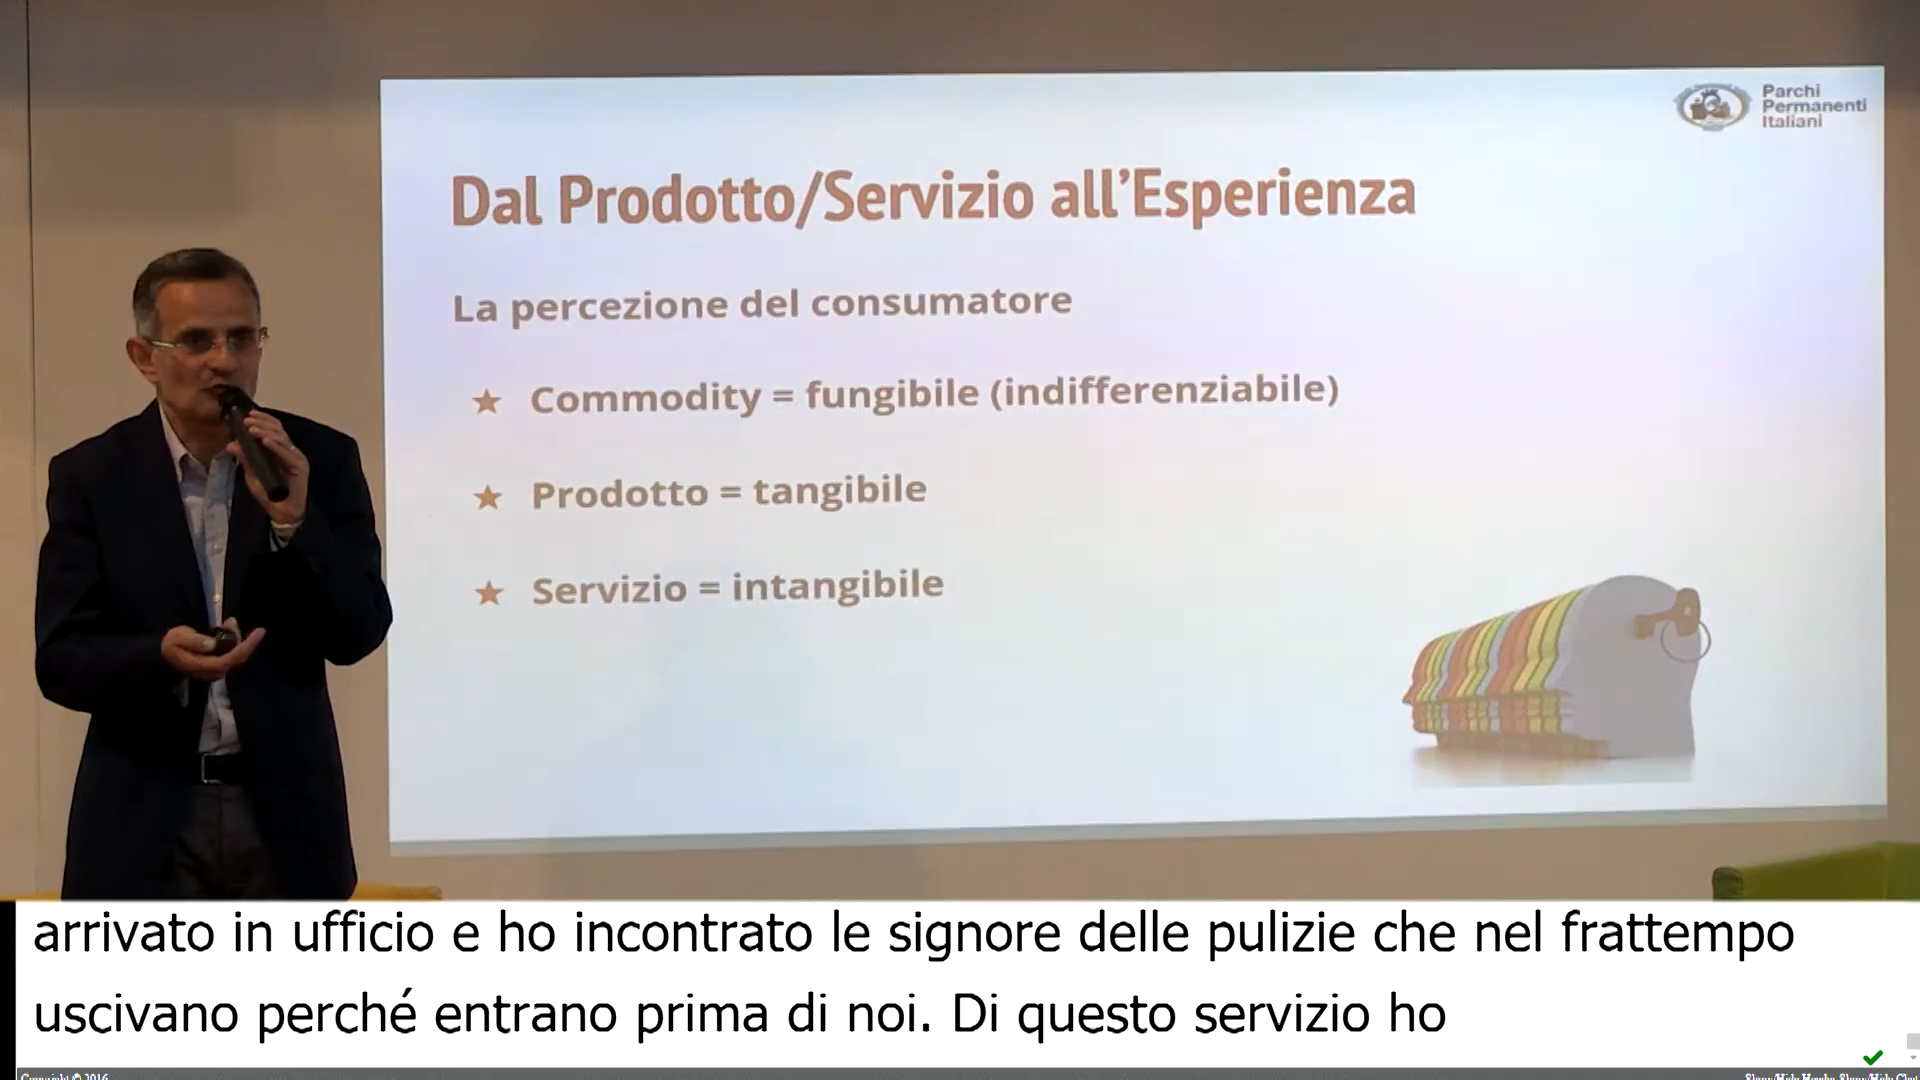 Parchi
Permanenti
Italiani
Dal Prodotto/Servizio all'Esperienza
La percezione del consumatore
★ Commodity = fungibile (indifferenziabile)
★ Prodotto = tangibile
★ Servizio = intangibile
arrivato in ufficio e ho incontrato le signore delle pulizie che nel frattempo
uscivano perché entrano prima di noi. Di questo servizio ho
Copyright © 2016